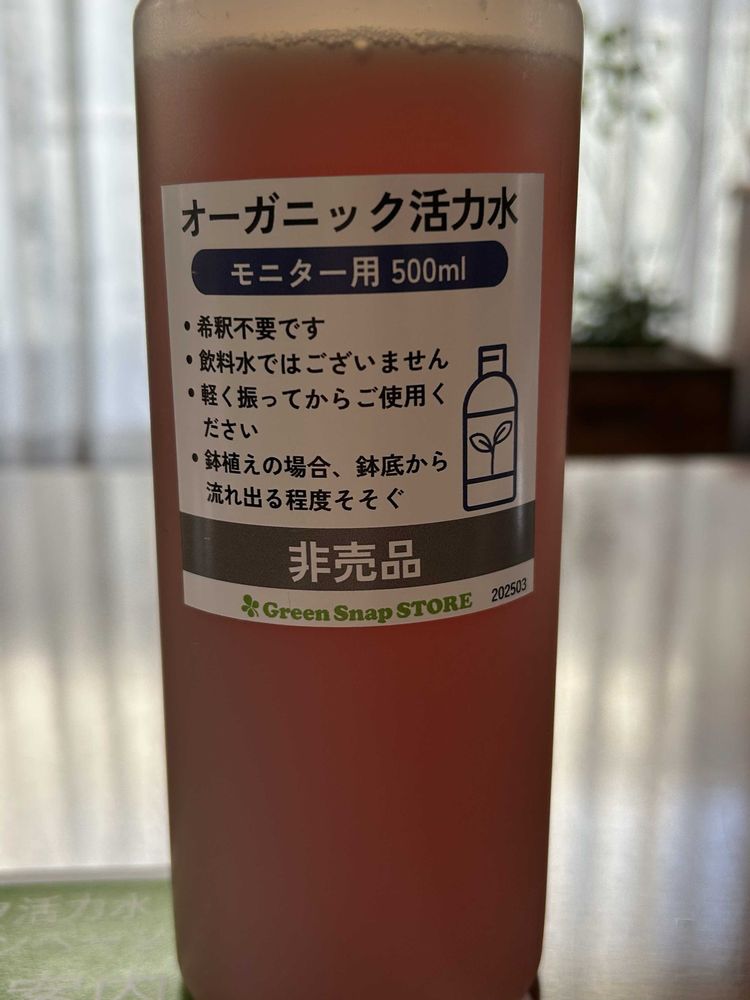 オーガニック活力水
モニター用 500ml
・希釈不要です
・飲料水ではございません
・軽く振ってからご使用く
ださい
・鉢植えの場合、鉢底から
流れ出る程度そそぐ
非売品
Green Snap STORE
202503
活力水